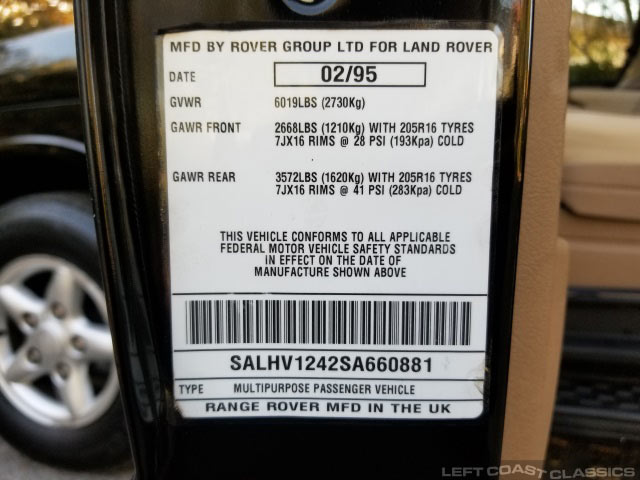 MFD BY ROVER GROUP LTD FOR LAND ROVER
DATE 02/95
GVWR 6019LBS (2730Kg)
GAWR FRONT 2668LBS (1210Kg) WITH 205R16 TYRES
7JX16 RIMS @ 28 PSI (193Kpa) COLD
GAWR REAR 3572LBS (1620Kg) WITH 205R16 TYRES
7JX16 RIMS @ 41 PSI (283Kpa) COLD
THIS VEHICLE CONFORMS TO ALL APPLICABLE
FEDERAL MOTOR VEHICLE SAFETY STANDARDS
IN EFFECT ON THE DATE OF
MANUFACTURE SHOWN ABOVE
SALHV1242SA660881
TYPE MULTIPURPOSE PASSENGER VEHICLE
RANGE ROVER MFD IN THE UK
LEFT COAST CLASSICS